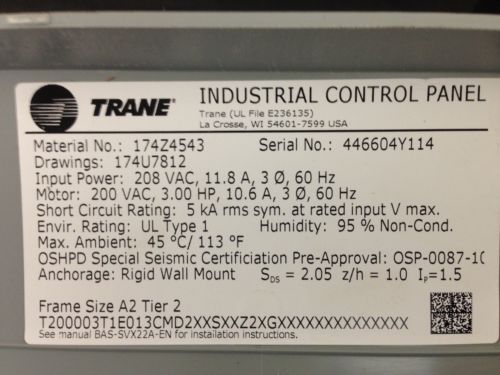 TRANE INDUSTRIAL CONTROL PANEL
Trane (UL File E236135)
La Crosse, WI 54601-7599 USA
Material No.: 174Z4543 Serial No.: 446604Y114
Drawings: 174U7812
Input Power: 208 VAC, 11.8 A, 3 Ø, 60 Hz
Motor: 200 VAC, 3.00 HP, 10.6 A, 3 Ø, 60 Hz
Short Circuit Rating: 5 kA rms sym. at rated input V max.
Envir. Rating: UL Type 1 Humidity: 95 % Non-Cond.
Max. Ambient: 45 °C/ 113 °F
OSHPD Special Seismic Certificiation Pre-Approval: OSP-0087-10
Anchorage: Rigid Wall Mount SDS = 2.05 z/h = 1.0 Ip=1.5
Frame Size A2 Tier 2
T200003T1E013CMD2XXSXXZ2XGXXXXXXXXXXXXXXX
See manual BAS-SVX22A-EN for installation instructions.